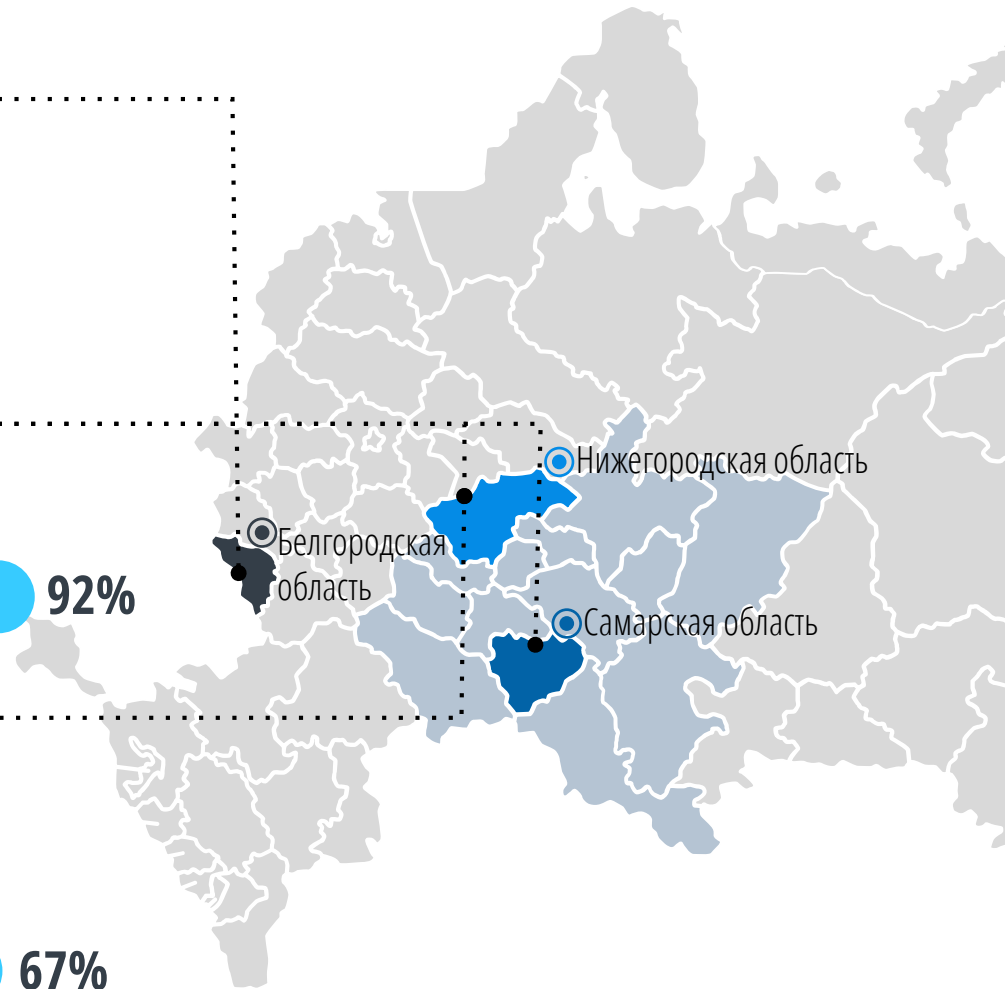 Нижегородская область
Белгородская
область
92%
Самарская область
67%